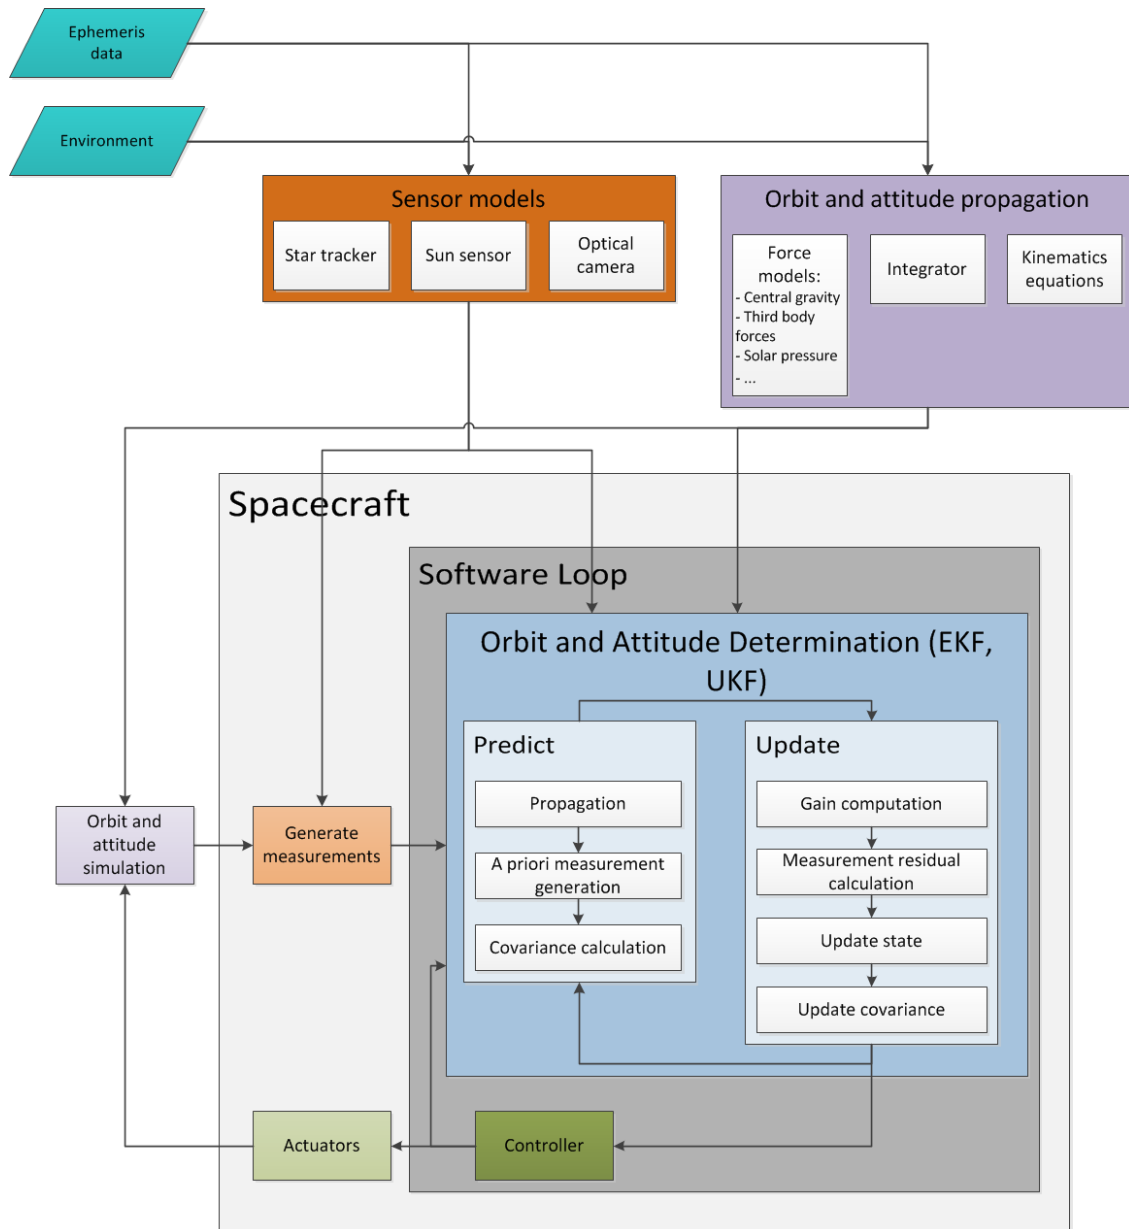 Ephemeris
data
Environment
Sensor models
Star tracker
Sun sensor
Optical
camera
Orbit and attitude propagation
Force
models:
- Central gravity
- Third body
forces
- Solar pressure
- ...
Integrator
Kinematics
equations
Spacecraft
Software Loop
Orbit and Attitude Determination (EKF,
UKF)
Predict
Propagation
A priori measurement
generation
Covariance calculation
Update
Gain computation
Measurement residual
calculation
Update state
Update covariance
Orbit and
attitude
simulation
Generate
measurements
Actuators
Controller